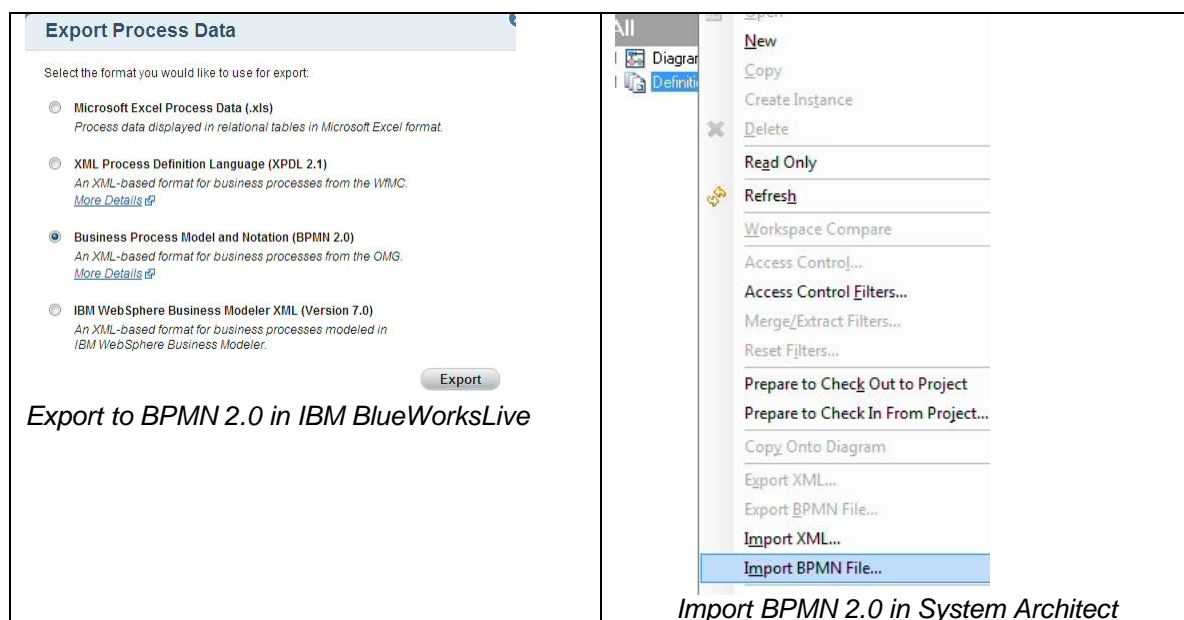 Export Process Data
Select the format you would like to use for export:
Microsoft Excel Process Data (.xls)
Process data displayed in relational tables in Microsoft Excel format.
XML Process Definition Language (XPDL 2.1)
An XML-based format for business processes from the WfMC.
More Details
Business Process Model and Notation (BPMN 2.0)
An XML-based format for business processes from the OMG.
More Details
IBM WebSphere Business Modeler XML (Version 7.0)
An XML-based format for business processes modeled in
IBM WebSphere Business Modeler.
Export
Export to BPMN 2.0 in IBM BlueWorksLive
All
Diagrar
Definiti
Open
New
Copy
Create Instance
Delete
Read Only
Refresh
Workspace Compare
Access Control...
Access Control Filters...
Merge/Extract Filters...
Reset Filters...
Prepare to Check Out to Project
Prepare to Check In From Project...
Copy Onto Diagram
Export XML...
Export BPMN File...
Import XML...
Import BPMN File...
Import BPMN 2.0 in System Architect